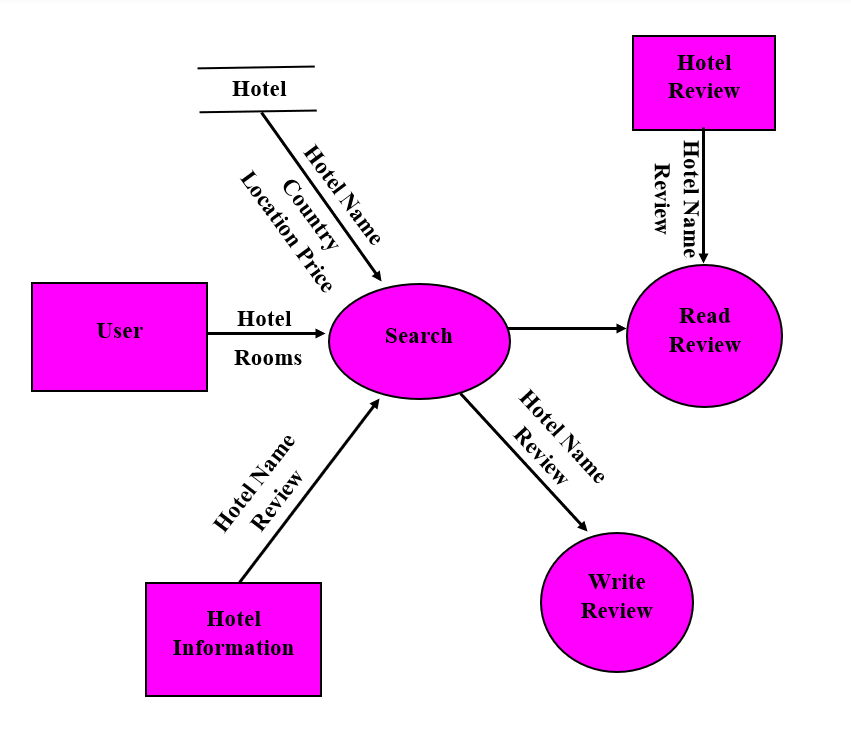 Hotel
Hotel Name
Country
Location Price
Hotel
Review
Hotel Name
Review
User
Hotel
Rooms
Search
Read
Review
Hotel Name
Review
Hotel Name
Review
Hotel
Information
Write
Review